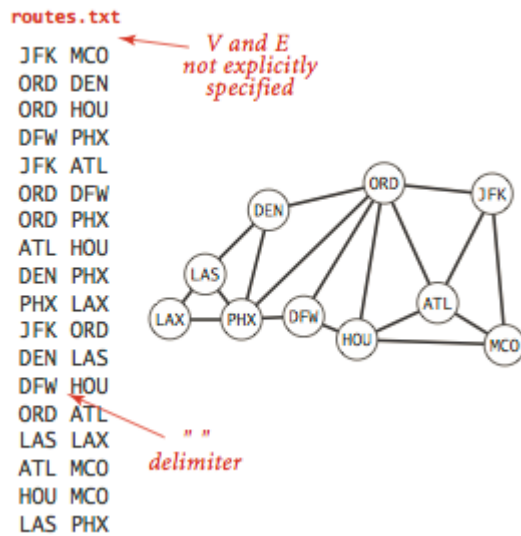 routes.txt
V and E
not explicitly
specified
JFK MCO
ORD DEN
ORD HOU
DFW PHX
JFK ATL
ORD DFW
ORD PHX
ATL HOU
DEN PHX
PHX LAX
JFK ORD
DEN LAS
DFW HOU
ORD ATL
LAS LAX
ATL MCO
HOU MCO
LAS PHX
" "
delimiter
ORD
JFK
DEN
LAS
ATL
LAX
PHX
DFW
HOU
MCO